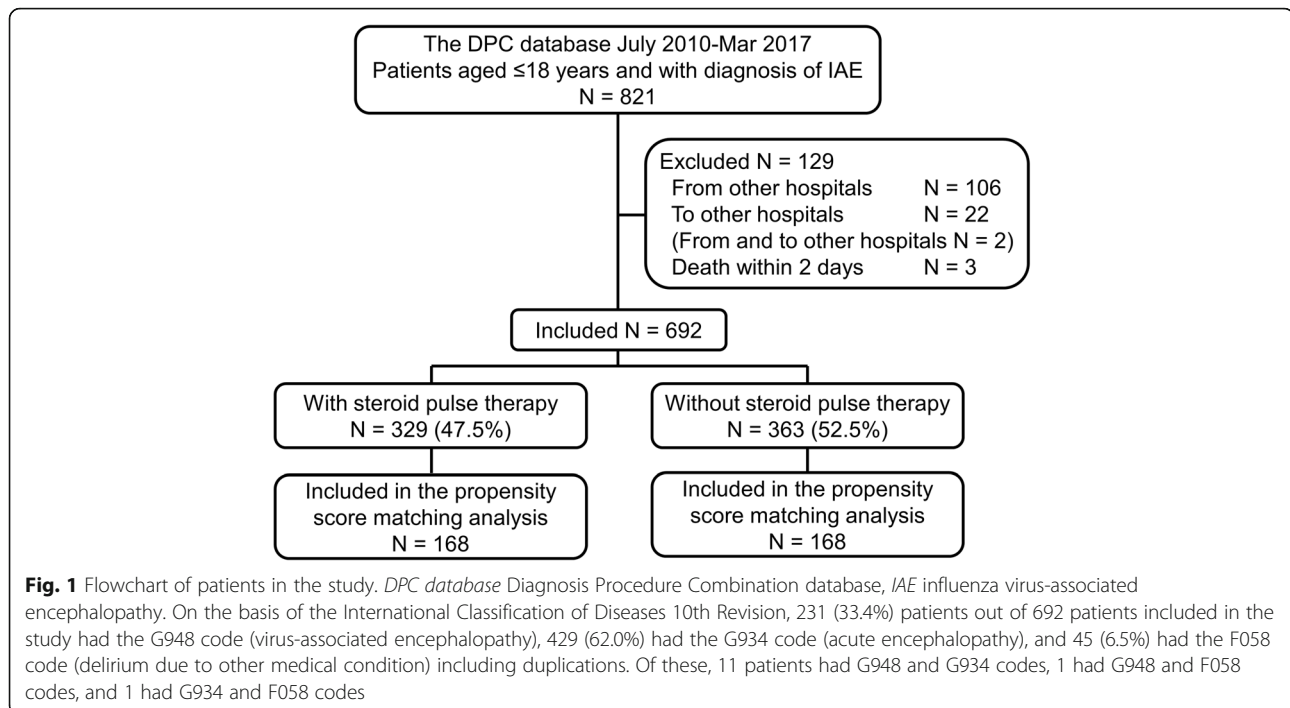 The DPC database July 2010-Mar 2017
Patients aged ≤18 years and with diagnosis of IAE
N = 821
Excluded N = 129
From other hospitals N = 106
To other hospitals N = 22
(From and to other hospitals N = 2)
Death within 2 days N = 3
Included N = 692
With steroid pulse therapy
N = 329 (47.5%)
Without steroid pulse therapy
N = 363 (52.5%)
Included in the propensity
score matching analysis
N = 168
Included in the propensity
score matching analysis
N = 168
Fig. 1 Flowchart of patients in the study. DPC database Diagnosis Procedure Combination database, IAE influenza virus-associated
encephalopathy. On the basis of the International Classification of Diseases 10th Revision, 231 (33.4%) patients out of 692 patients included in the
study had the G948 code (virus-associated encephalopathy), 429 (62.0%) had the G934 code (acute encephalopathy), and 45 (6.5%) had the F058
code (delirium due to other medical condition) including duplications. Of these, 11 patients had G948 and G934 codes, 1 had G948 and F058
codes, and 1 had G934 and F058 codes